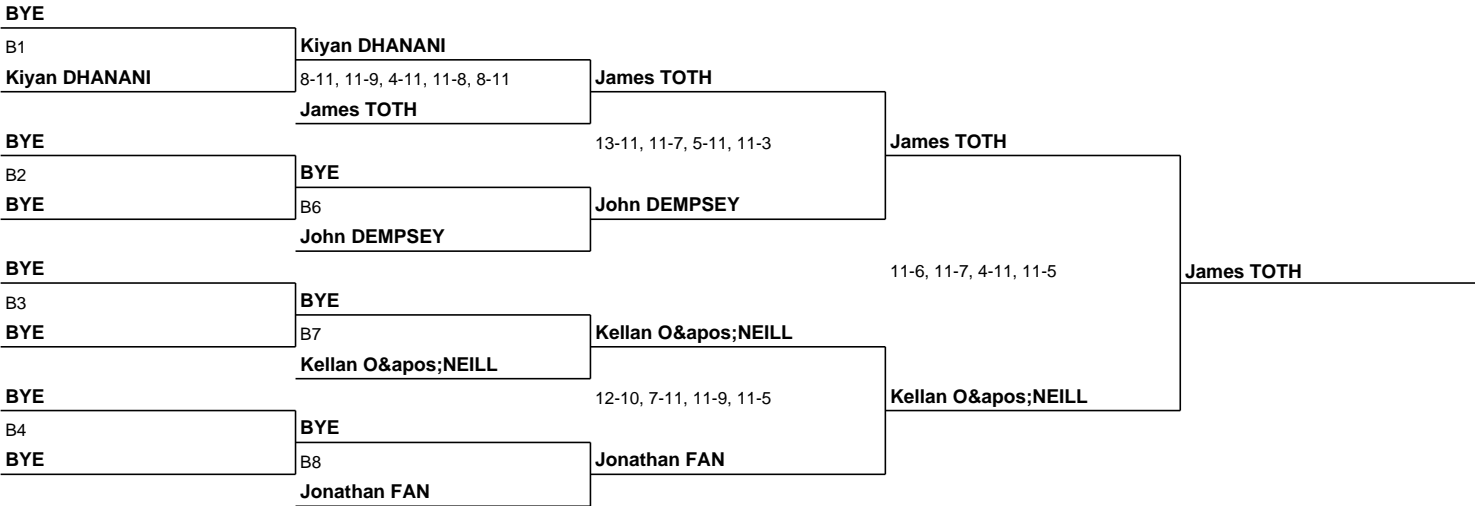 BYE
B1
Kiyan DHANANI
Kiyan DHANANI
8-11, 11-9, 4-11, 11-8, 8-11
James TOTH
James TOTH
BYE
B2
BYE
BYE
B6
John DEMPSEY
13-11, 11-7, 5-11, 11-3
John DEMPSEY
James TOTH
BYE
B3
BYE
BYE
B7
Kellan O&apos;NEILL
Kellan O&apos;NEILL
BYE
B4
BYE
BYE
B8
Jonathan FAN
12-10, 7-11, 11-9, 11-5
Jonathan FAN
Kellan O&apos;NEILL
11-6, 11-7, 4-11, 11-5
James TOTH